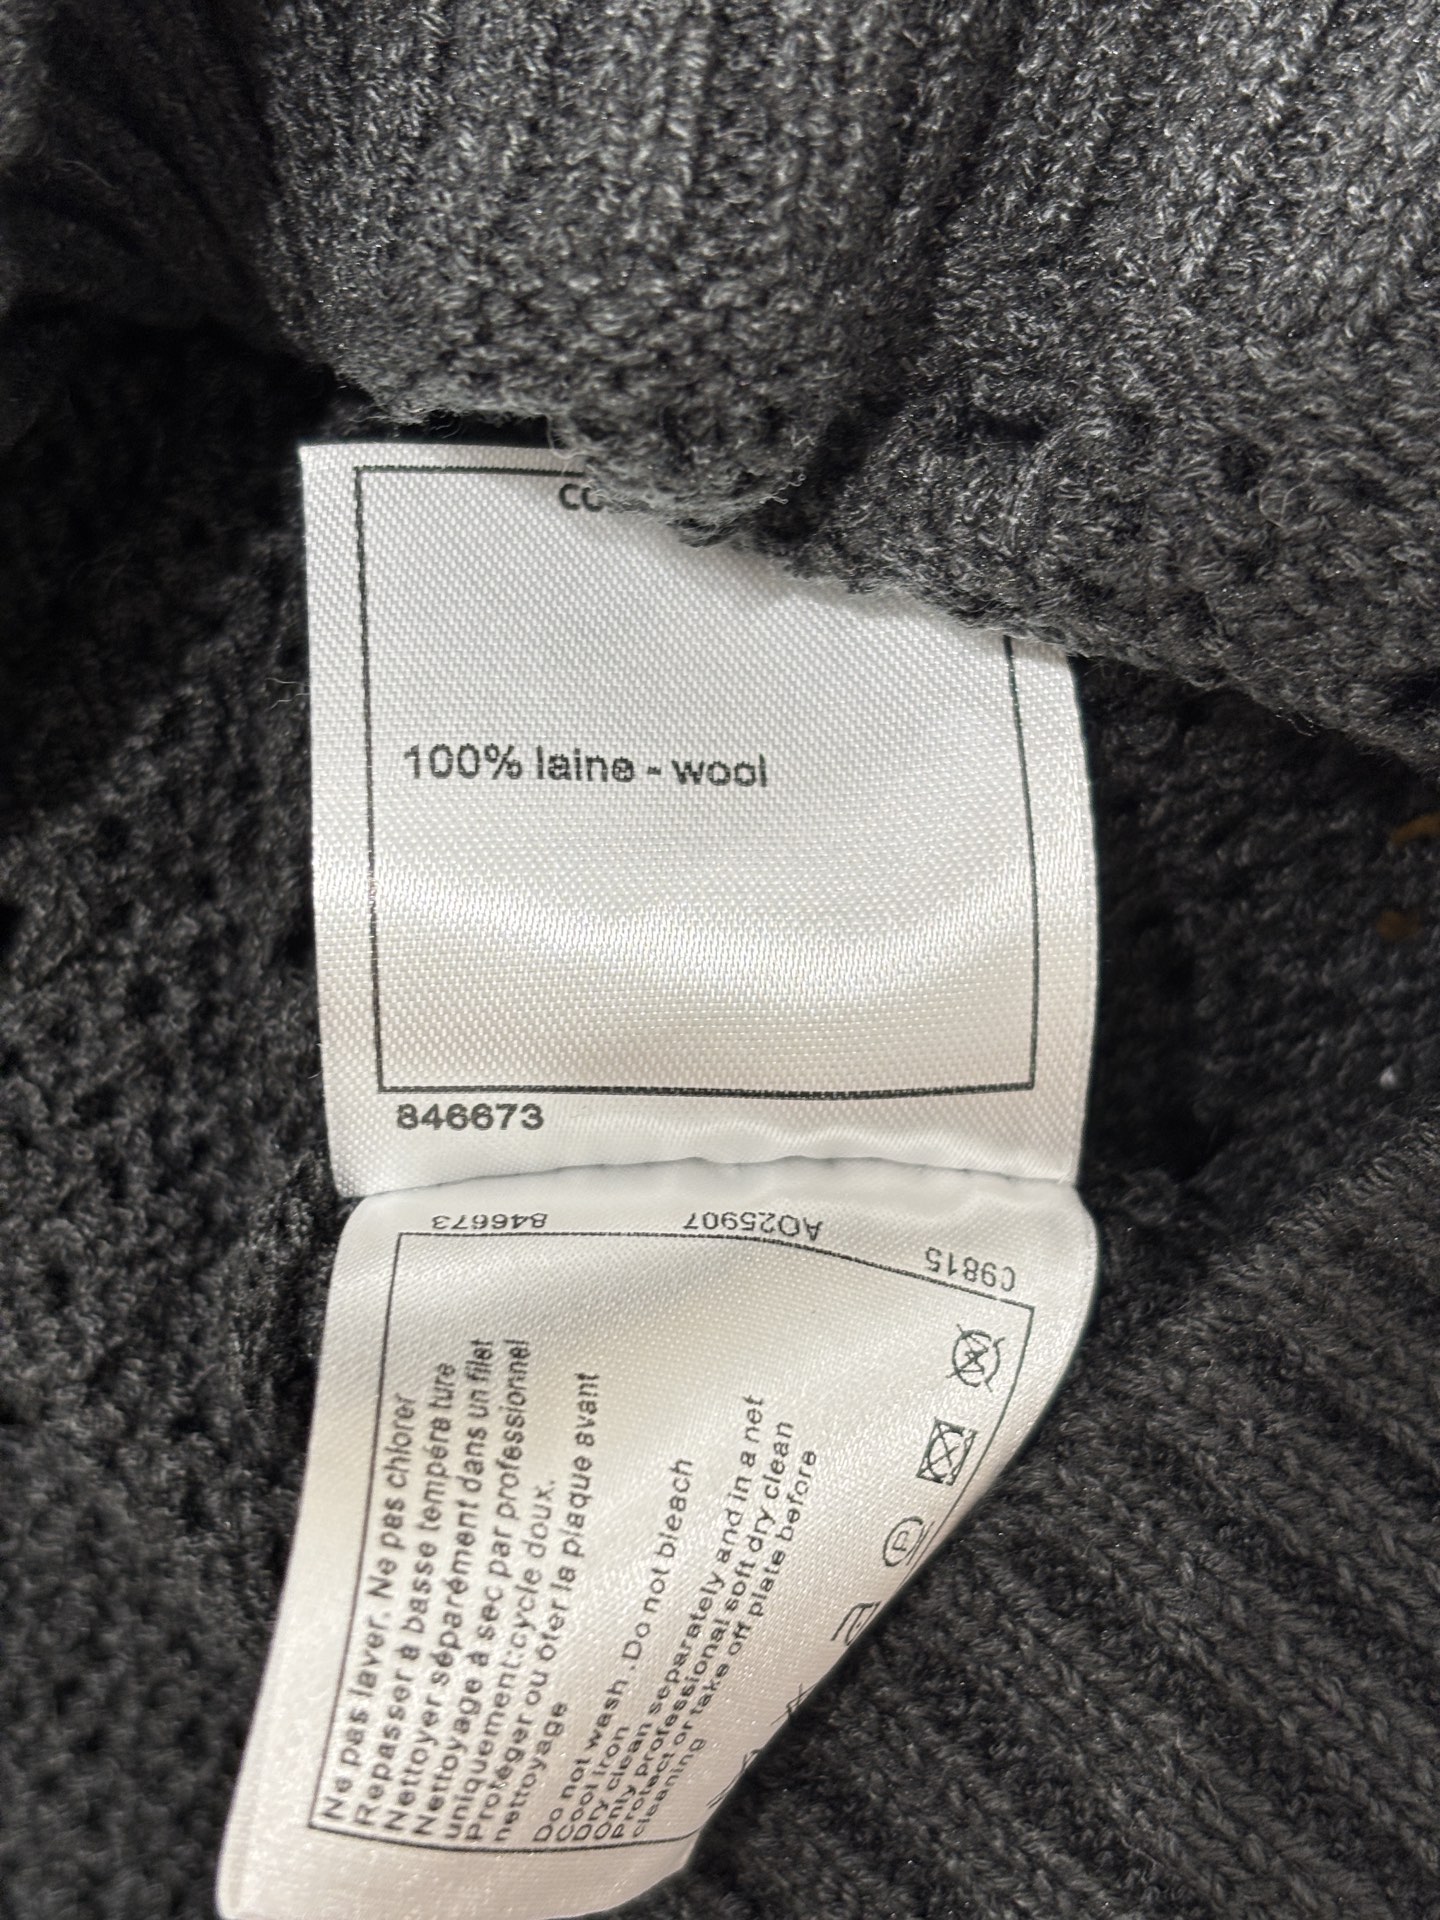 100% laine - wool
846673
846673
AO25907
C9815
Ne pas laver. Ne pas chlorer
Repasser à basse température
Nettoyer séparément dans un filet
Nettoyage à sec par professionnel
uniquement:cycle doux.
Protéger ou ôter la plaque avant
nettoyage
Do not wash .Do not bleach
Cool iron
Dry clean separately and in a net
Only professional soft dry clean
Protect or take off plate before
cleaning